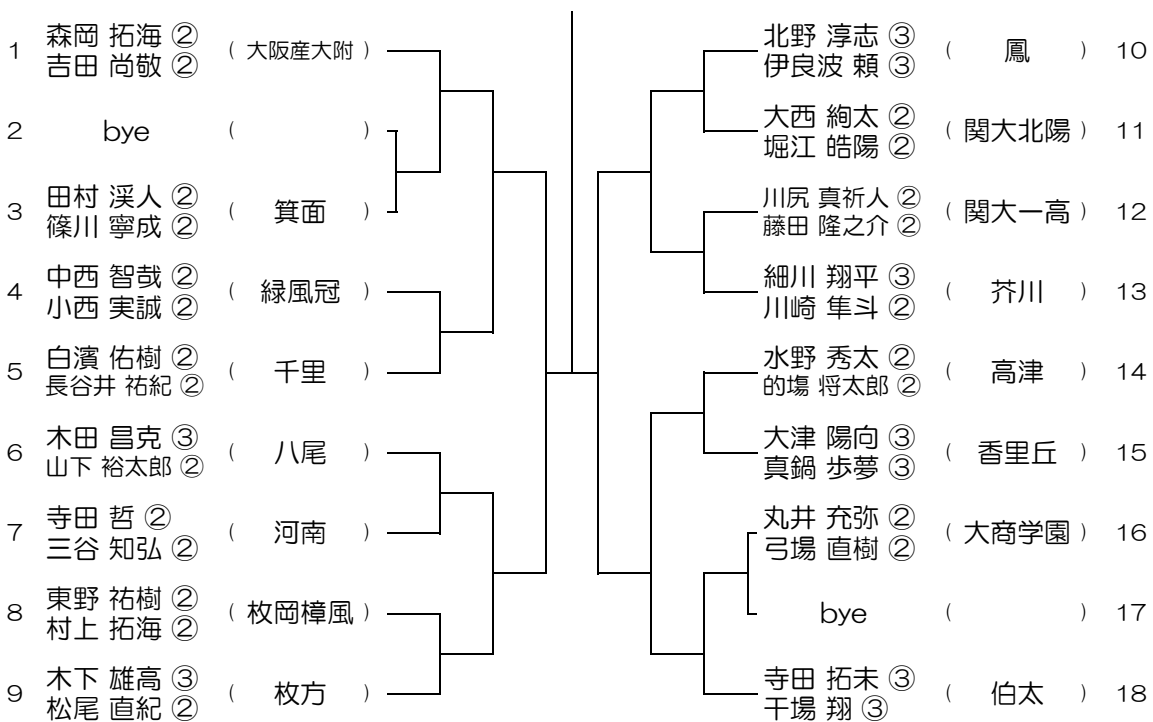 1 森岡 拓海 ② ( 大阪産大附 )
吉田 尚敬 ②
2 bye ( )
3 田村 渓人 ② ( 箕面 )
篠川 寧成 ②
4 中西 智哉 ② ( 緑風冠 )
小西 実誠 ②
5 白濱 佑樹 ② ( 千里 )
長谷井 祐紀 ②
6 木田 昌克 ③ ( 八尾 )
山下 裕太郎 ②
7 寺田 哲 ② ( 河南 )
三谷 知弘 ②
8 東野 祐樹 ② ( 枚岡樟風 )
村上 拓海 ②
9 木下 雄高 ③ ( 枚方 )
松尾 直紀 ②
北野 淳志 ③ ( 鳳 ) 10
伊良波 頼 ③
大西 絢太 ② ( 関大北陽 ) 11
堀江 皓陽 ②
川尻 真祈人 ② ( 関大一高 ) 12
藤田 隆之介 ②
細川 翔平 ③ ( 芥川 ) 13
川崎 隼斗 ②
水野 秀太 ② ( 高津 ) 14
的塲 将太郎 ②
大津 陽向 ③ ( 香里丘 ) 15
真鍋 歩夢 ③
丸井 充弥 ② ( 大商学園 ) 16
弓場 直樹 ②
bye ( ) 17
寺田 拓未 ③ ( 伯太 ) 18
干場 翔 ③